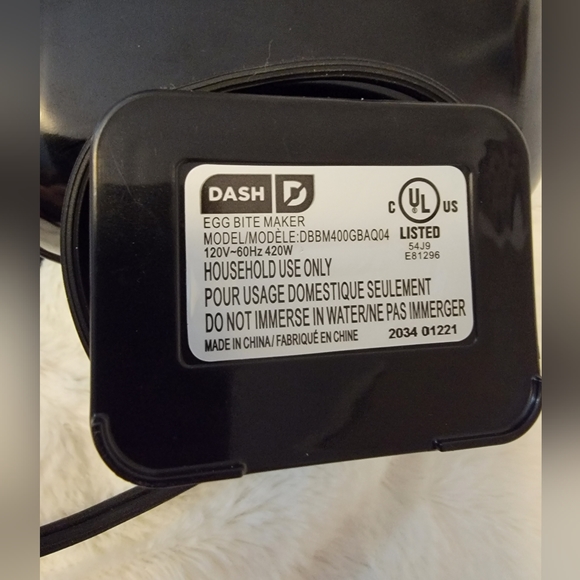 DASH D
EGG BITE MAKER
MODEL/MODÈLE:DBBM400GBAQ04
120V~60Hz 420W
HOUSEHOLD USE ONLY
POUR USAGE DOMESTIQUE SEULEMENT
DO NOT IMMERSE IN WATER/NE PAS IMMERGER
MADE IN CHINA/ FABRIQUÉ EN CHINE
2034 01221
C UL US
LISTED
54J9
E81296